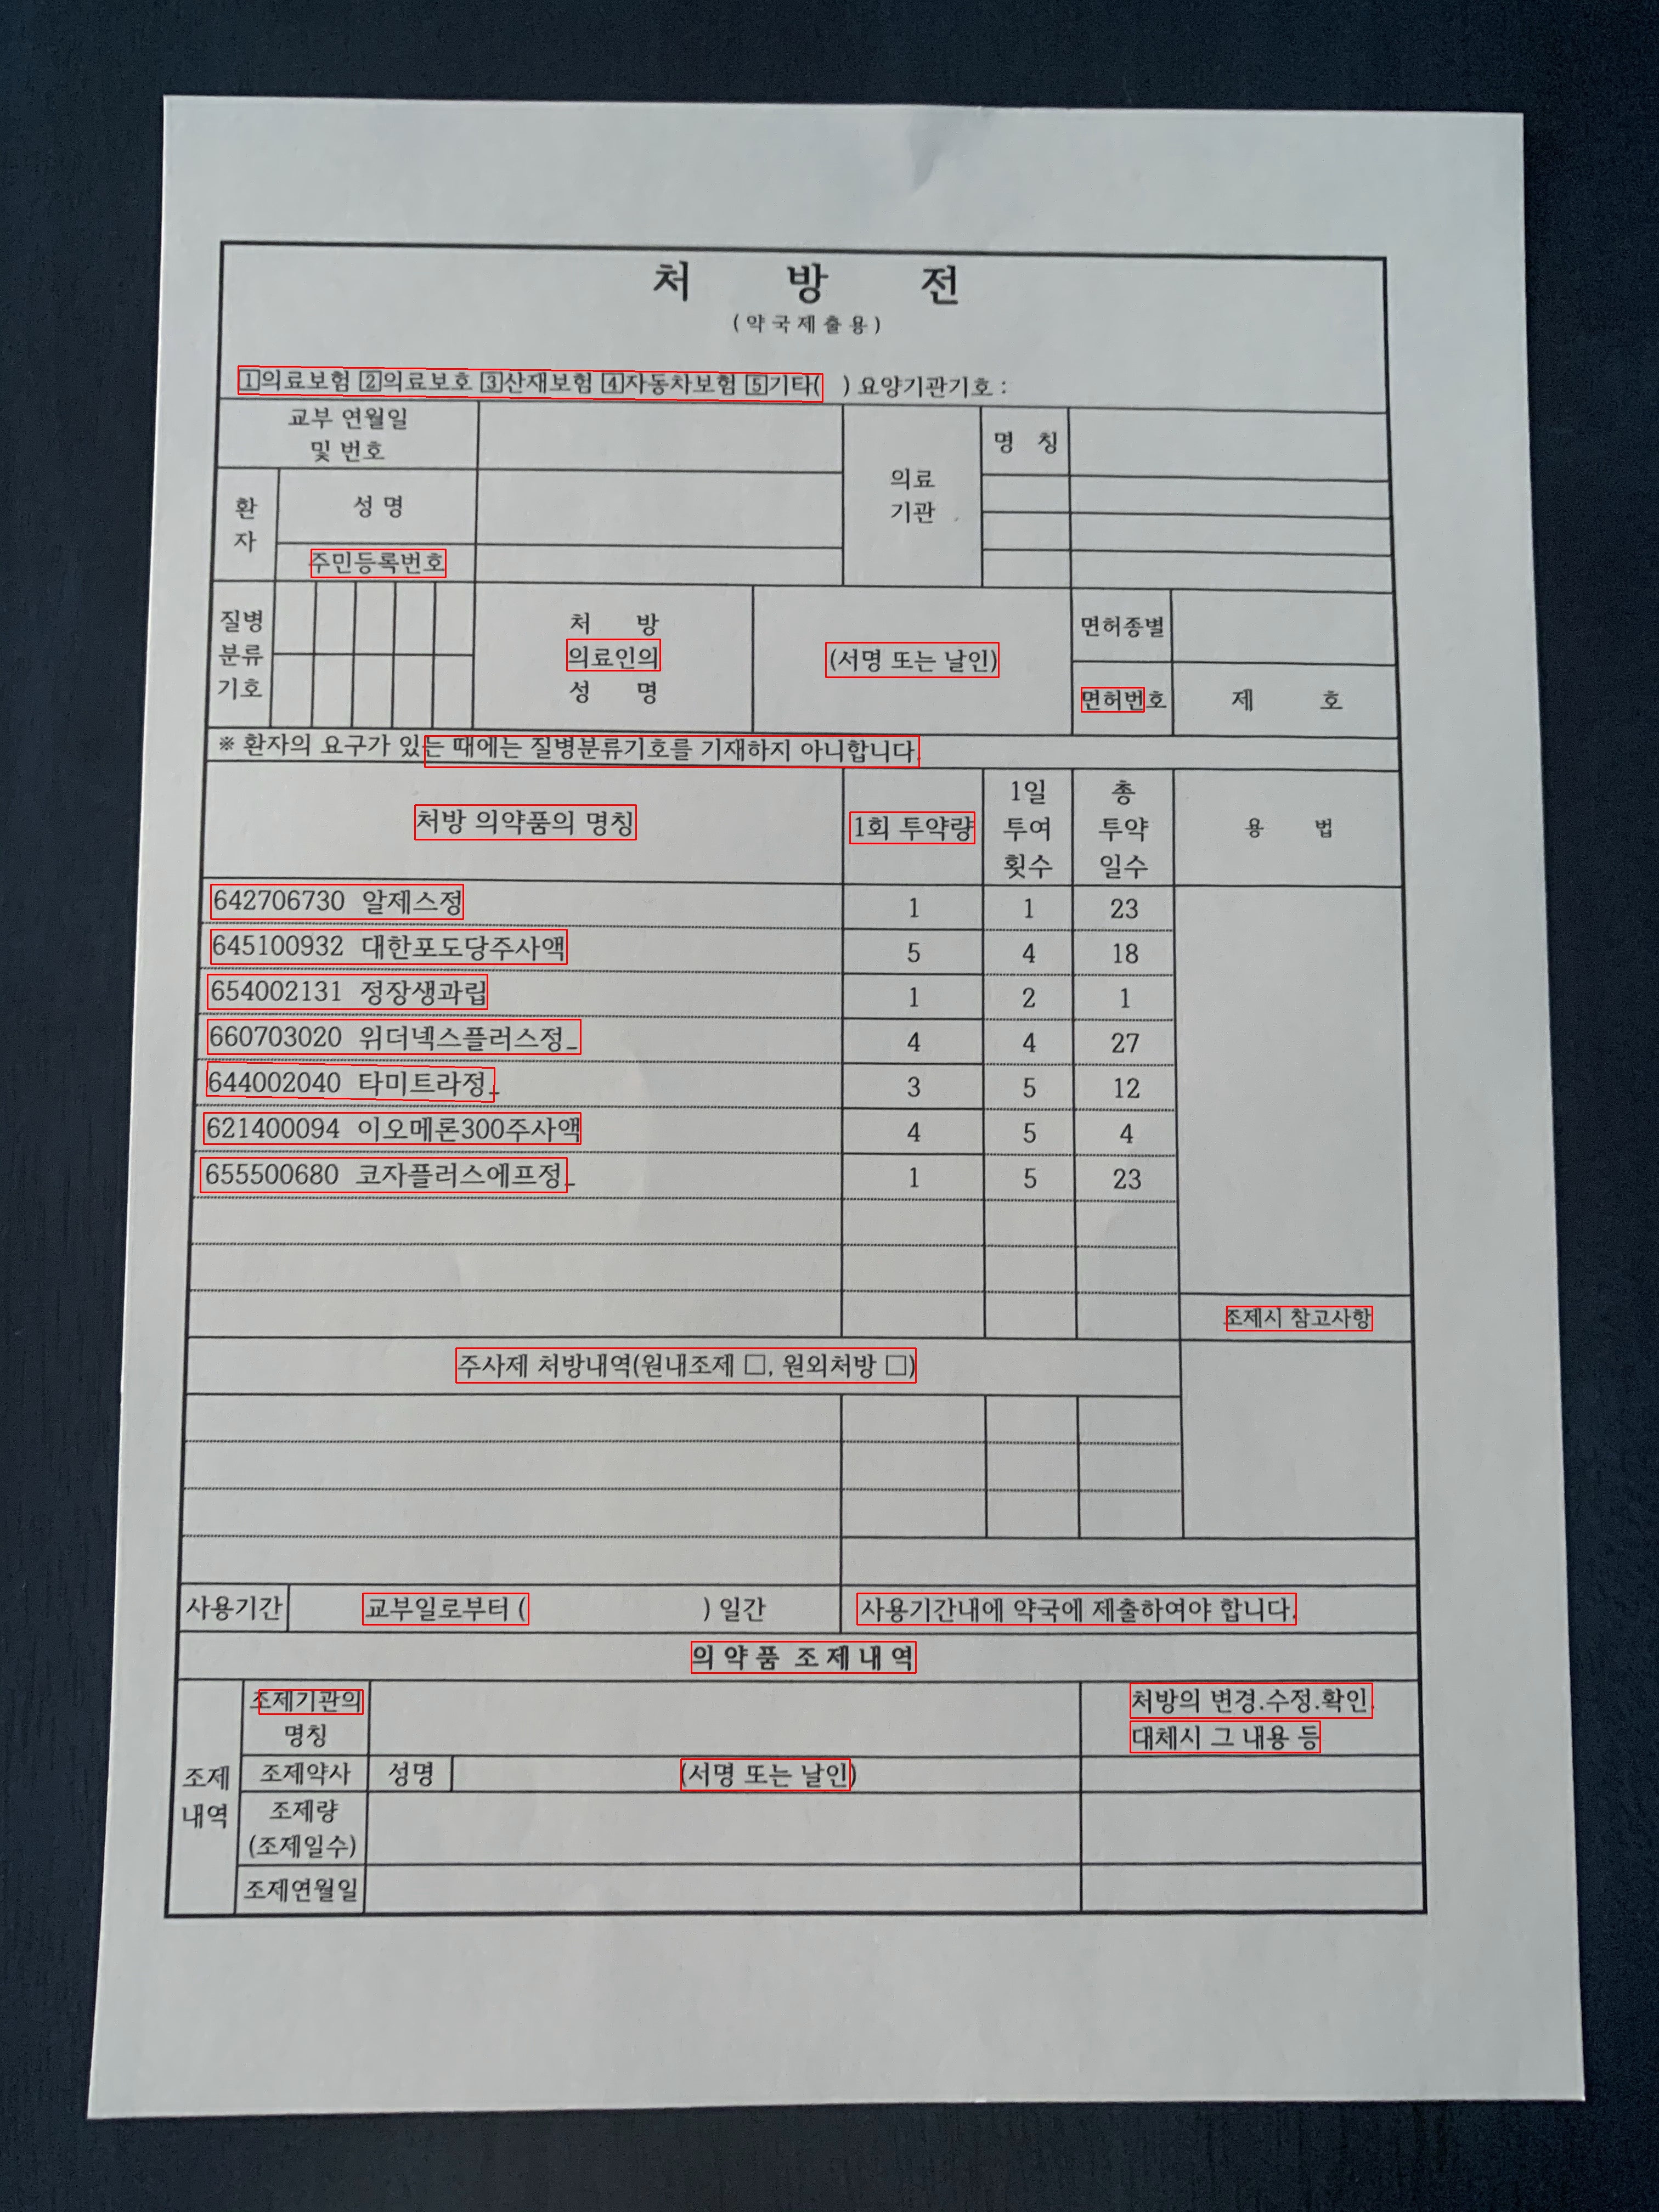 처 방 전
(약국제출용)
1의료보험 2의료보호 3산재보험 4자동차보험 5기타( ) 요양기관기호 :
교부 연월일
및 번호
의료
기관
명 칭
환
자
성 명
주민등록번호
질병
분류
기호
처 방
의료인의
성 명
(서명 또는 날인)
면허종별
면허번호
제 호
※ 환자의 요구가 있는 때에는 질병분류기호를 기재하지 아니합니다.
처방 의약품의 명칭
1회 투약량
1일
투여
횟수
총
투약
일수
용 법
642706730 알제스정 1 1 23
645100932 대한포도당주사액 5 4 18
654002131 정장생과립 1 2 1
660703020 위더넥스플러스정_ 4 4 27
644002040 타미트라정_ 3 5 12
621400094 이오메론300주사액 4 5 4
655500680 코자플러스에프정_ 1 5 23
조제시 참고사항
주사제 처방내역(원내조제 □, 원외처방 □)
사용기간 교부일로부터 ( ) 일간 사용기간내에 약국에 제출하여야 합니다.
의 약 품 조 제 내 역
조제
내역
조제기관의
명칭
처방의 변경.수정.확인.
대체시 그 내용 등
조제약사 성명 (서명 또는 날인)
조제량
(조제일수)
조제연월일